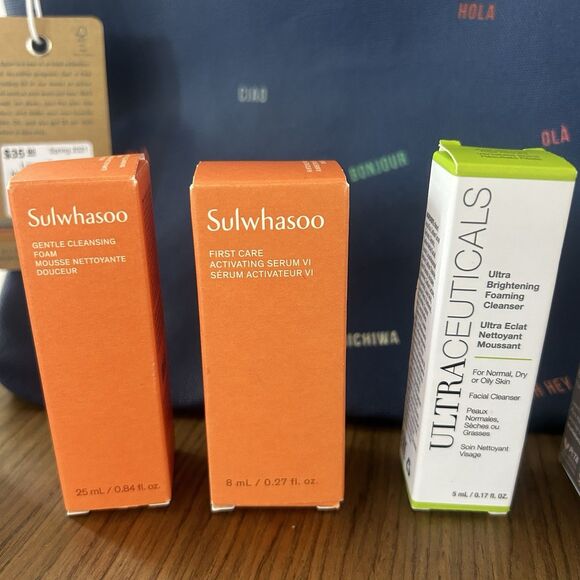 HOLA
CIAO
OLÀ
BONJOUR
ICHIWA
HEY
$35
Spring 2021
Sulwhasoo
GENTLE CLEANSING
FOAM
MOUSSE NETTOYANTE
DOUCEUR
25 mL / 0.84 fl. oz.
Sulwhasoo
FIRST CARE
ACTIVATING SERUM VI
SÉRUM ACTIVATEUR VI
8 mL / 0.27 fl. oz.
ULTRACEUTICALS
Ultra
Brightening
Foaming
Cleanser
Ultra Eclat
Nettoyant
Moussant
For Normal, Dry
or Oily Skin
Facial Cleanser
Peaux
Normales,
Sèches ou
Grasses
Soin Nettoyant
Visage
5 mL / 0.17 fl. oz.